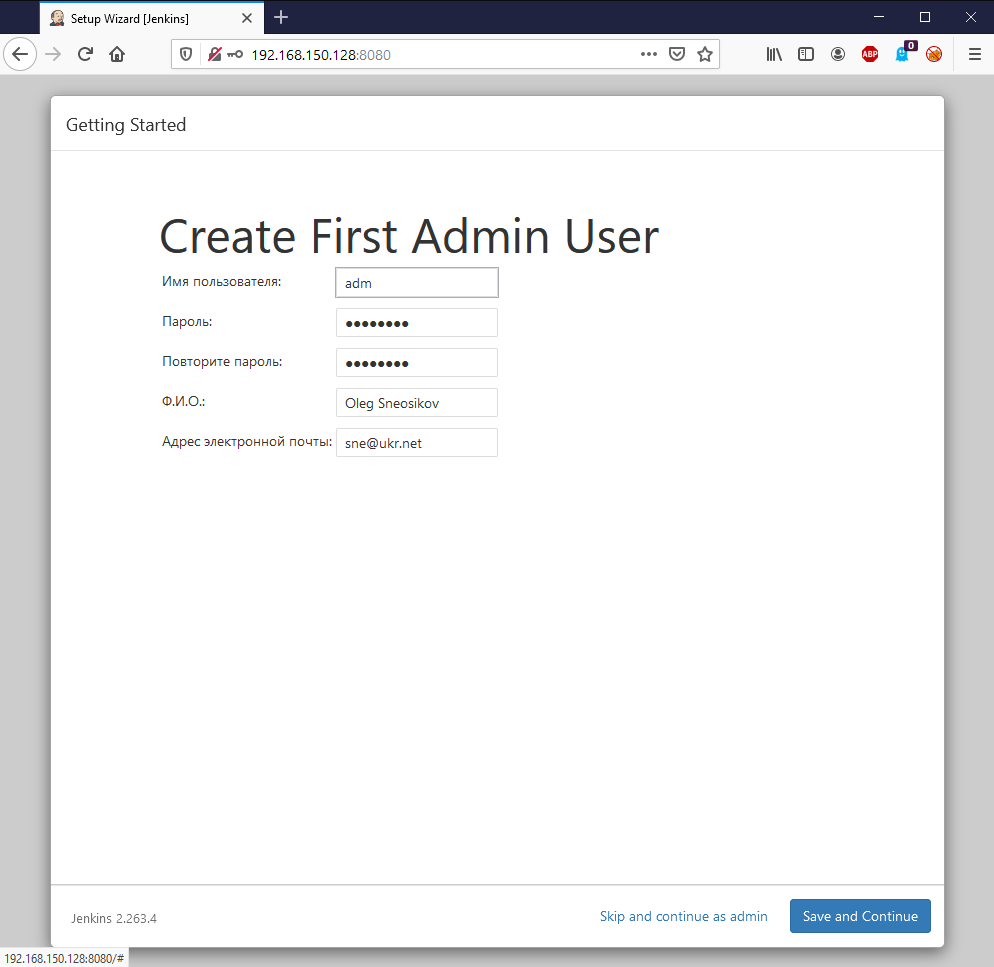 Setup Wizard [Jenkins]
192.168.150.128:8080
ABP
0
Getting Started
Create First Admin User
Имя пользователя: adm
Пароль: ●●●●●●●●
Повторите пароль: ●●●●●●●●
Ф.И.О.: Oleg Sneosikov
Адрес электронной почты: sne@ukr.net
Jenkins 2.263.4
Skip and continue as admin
Save and Continue
192.168.150.128:8080/#